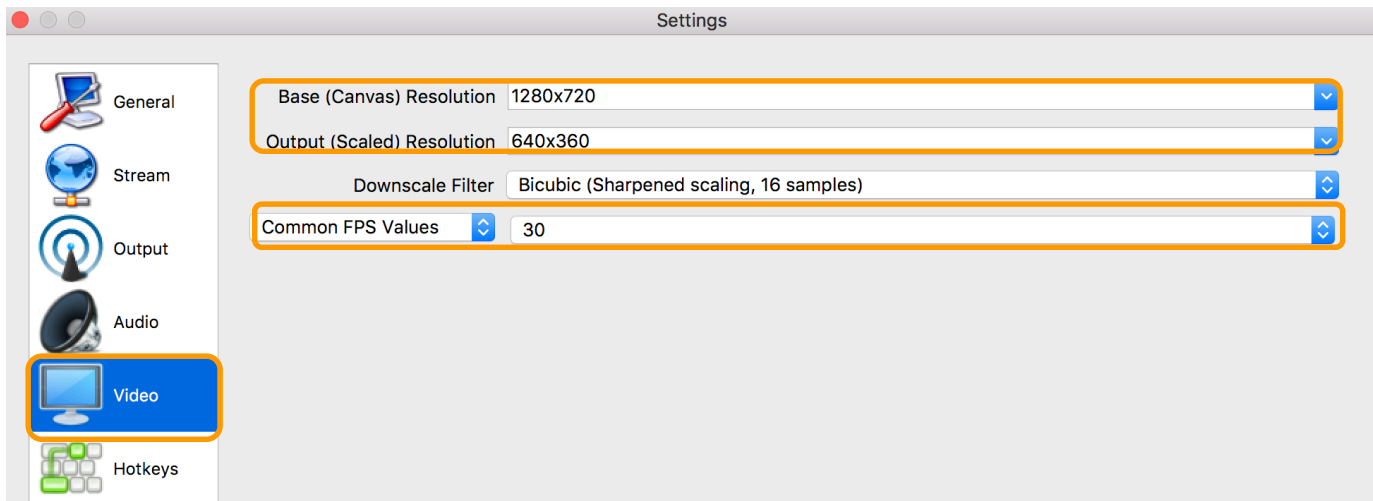 Settings
General
Stream
Output
Audio
Video
Hotkeys
Base (Canvas) Resolution 1280x720
Output (Scaled) Resolution 640x360
Downscale Filter Bicubic (Sharpened scaling, 16 samples)
Common FPS Values 30